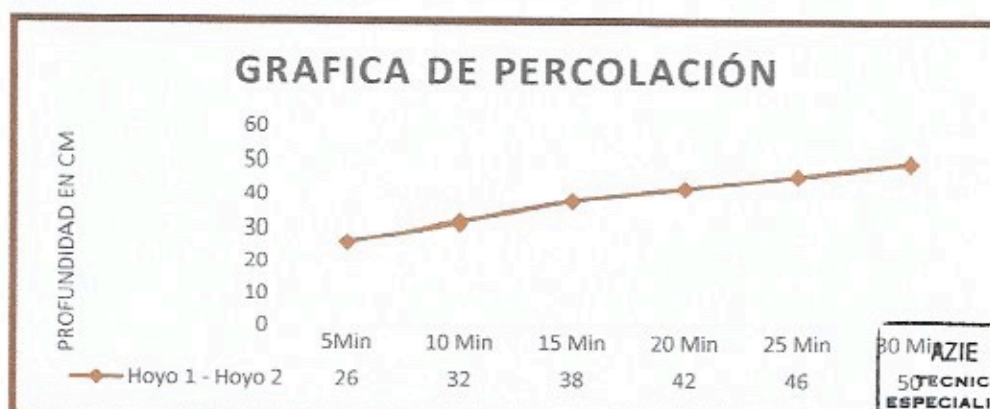 GRAFICA DE PERCOLACIÓN
PROFUNDIDAD EN CM
60
50
40
30
20
10
0
5Min 10 Min 15 Min 20 Min 25 Min 30 Min
Hoyo 1 - Hoyo 2 26 32 38 42 46 50
AZIE
TECNIC
ESPECIALI